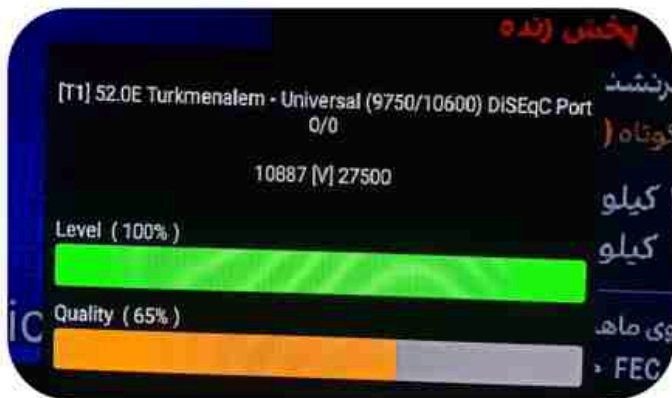 پخش زنده
[T1] 52.0E Turkmenalem - Universal (9750/10600) DiSEqC Port
0/0
10887 [V] 27500
کیلو
کیلو
Level ( 100% )
Quality ( 65% )
FEC